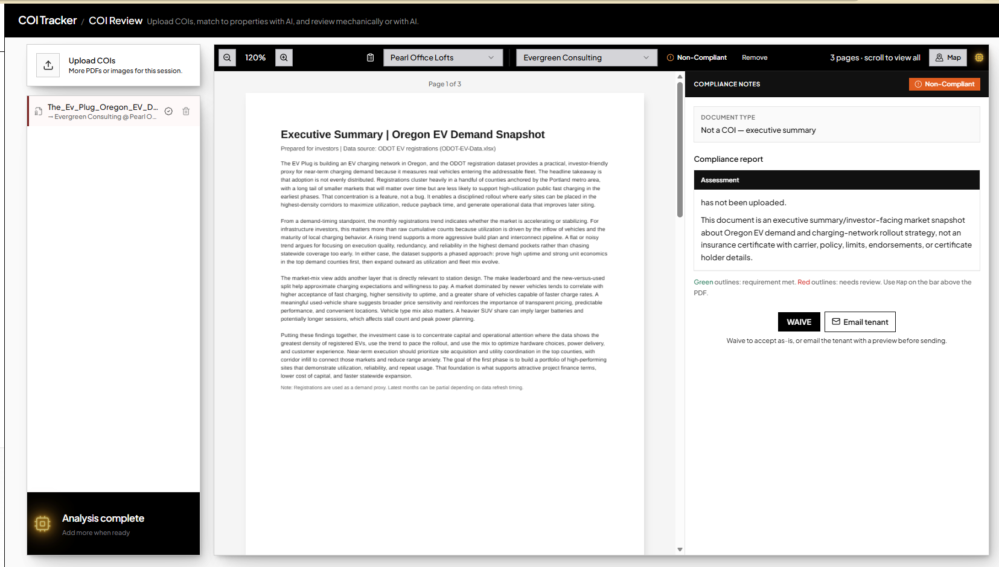 COI Tracker / COI Review Upload COIs, match to properties with AI, and review mechanically or with AI.
Upload COIs
More PDFs or images for this session.
The_Ev_Plug_Oregon_EV_D...
→ Evergreen Consulting @ Pearl O...
Analysis complete
Add more when ready
120%
Pearl Office Lofts
Evergreen Consulting
Non-Compliant
Remove
3 pages · scroll to view all
Map
Page 1 of 3
Executive Summary | Oregon EV Demand Snapshot
Prepared for investors | Data source: ODOT EV registrations (ODOT-EV-Data.xlsx)
The EV Plug is building an EV charging network in Oregon, and the ODOT registration dataset provides a practical, investor-friendly
proxy for near-term charging demand because it measures real vehicles entering the addressable fleet. The headline takeaway is
that adoption is not evenly distributed. Registrations cluster heavily in a handful of counties anchored by the Portland metro area,
with a long tail of smaller markets that will matter over time but are less likely to support high-utilization public fast charging in the
earliest phases. That concentration is a feature, not a bug. It enables a disciplined rollout where early sites can be placed in the
highest-density corridors to maximize utilization, reduce payback time, and generate operational data that improves later siting.
From a demand-timing standpoint, the monthly registrations trend indicates whether the market is accelerating or stabilizing. For
infrastructure investors, this matters more than raw cumulative counts because utilization is driven by the inflow of vehicles and the
maturity of local charging behavior. A rising trend supports a more aggressive build plan and interconnect pipeline. A flat or noisy
trend argues for focusing on execution quality, redundancy, and reliability in the highest demand pockets rather than chasing
statewide coverage too early. In either case, the dataset supports a phased approach: prove high uptime and strong unit economics
in the top demand counties first, then expand outward as utilization and fleet mix evolve.
The market-mix view adds another layer that is directly relevant to station design. The make leaderboard and the new-versus-used
split help approximate charging expectations and willingness to pay. A market dominated by newer vehicles tends to correlate with
higher acceptance of fast charging, higher sensitivity to uptime, and a greater share of vehicles capable of faster charge rates. A
meaningful used-vehicle share suggests broader price sensitivity and reinforces the importance of transparent pricing, predictable
performance, and convenient locations. Vehicle type mix also matters. A heavier SUV share can imply larger batteries and
potentially longer sessions, which affects stall count and peak power planning.
Putting these findings together, the investment case is to concentrate capital and operational attention where the data shows the
greatest density of registered EVs, use the trend to pace the rollout, and use the mix to optimize hardware choices, power delivery,
and customer experience. Near-term execution should prioritize site acquisition and utility coordination in the top counties, with
corridor infill to connect those markets and reduce range anxiety. The goal of the first phase is to build a portfolio of high-performing
sites that demonstrate utilization, reliability, and repeat usage. That foundation is what supports attractive project finance terms,
lower cost of capital, and faster statewide expansion.
Note: Registrations are used as a demand proxy. Latest months can be partial depending on data refresh timing.
COMPLIANCE NOTES
Non-Compliant
DOCUMENT TYPE
Not a COI — executive summary
Compliance report
Assessment
has not been uploaded.
This document is an executive summary/investor-facing market snapshot
about Oregon EV demand and charging-network rollout strategy, not an
insurance certificate with carrier, policy, limits, endorsements, or certificate
holder details.
Green outlines: requirement met. Red outlines: needs review. Use Map on the bar above the
PDF.
WAIVE
Email tenant
Waive to accept as-is, or email the tenant with a preview before sending.